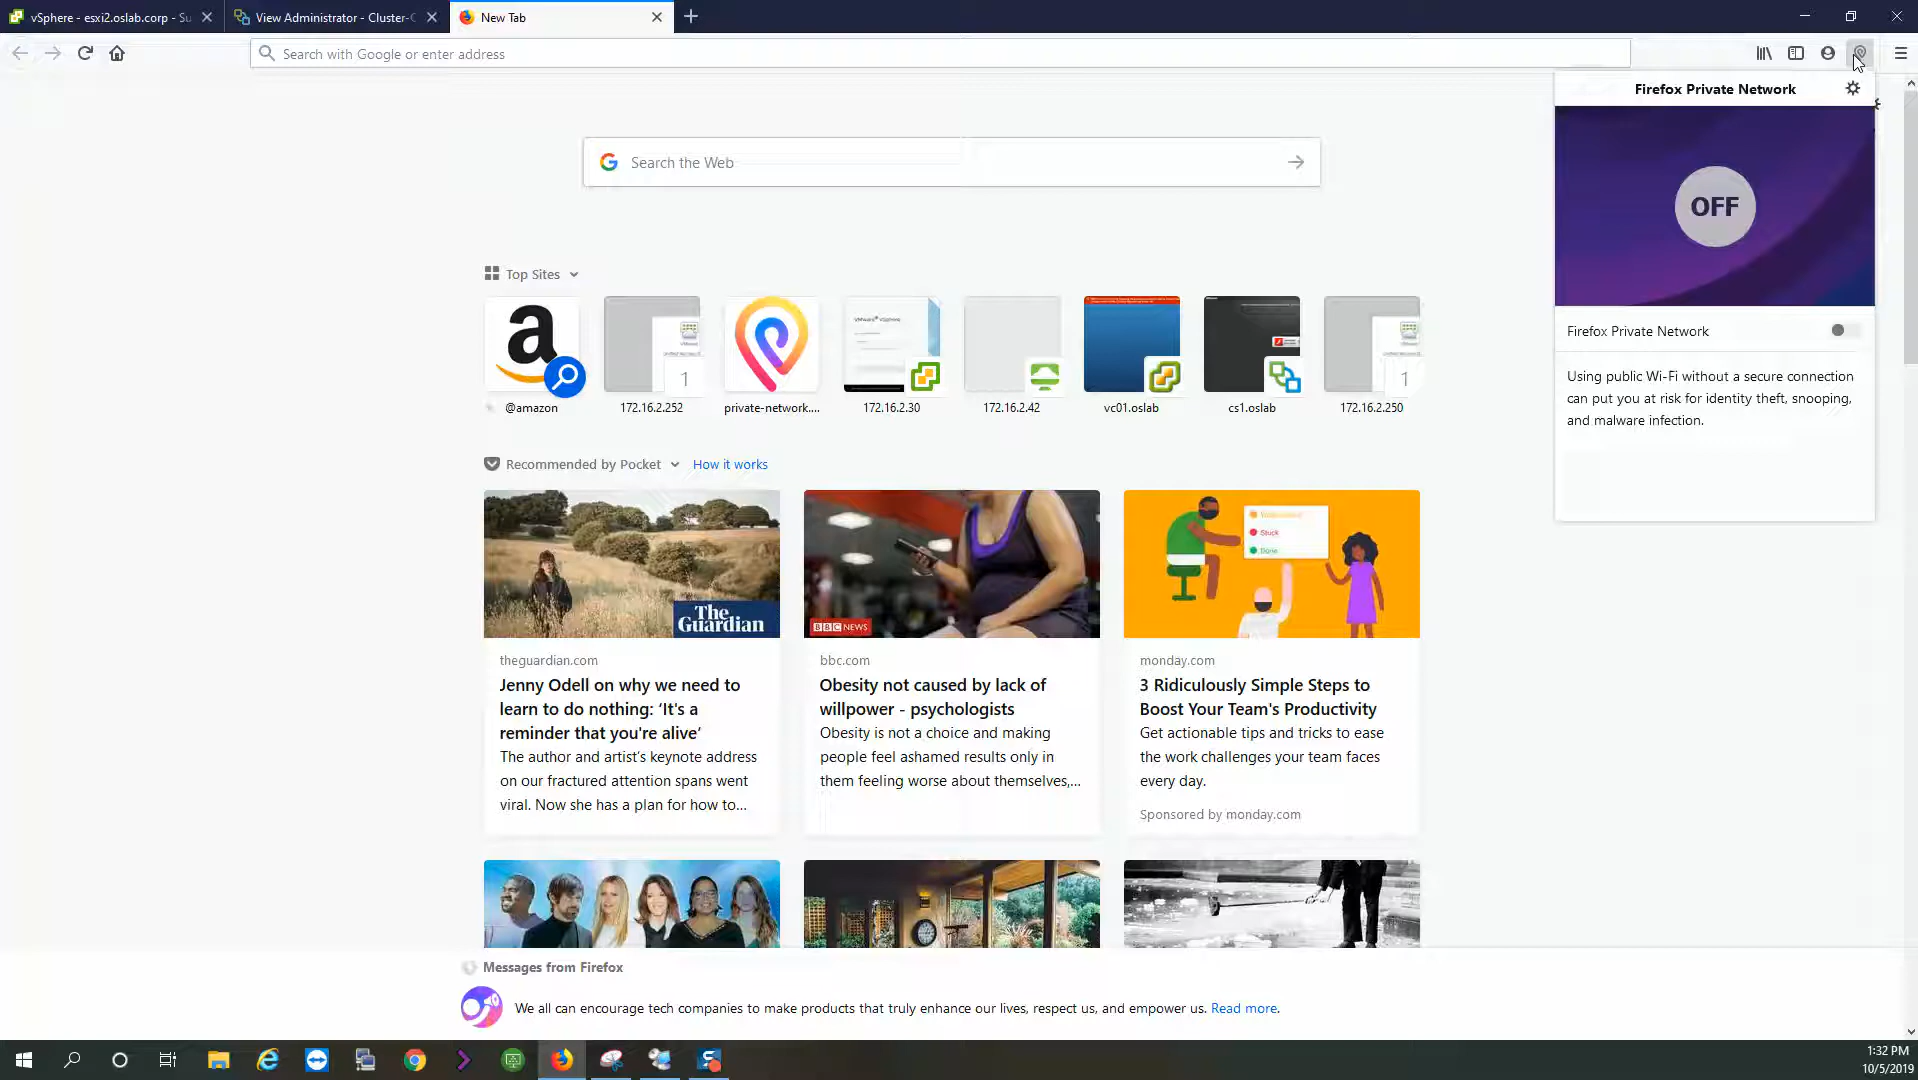 vSphere - esxi2.oslab.corp - Su
View Administrator - Cluster-C
New Tab
Search with Google or enter address
Firefox Private Network
Search the Web
OFF
Top Sites
Firefox Private Network
1
1
Using public Wi-Fi without a secure connection
can put you at risk for identity theft, snooping,
and malware infection.
@amazon
172.16.2.252
private-network....
172.16.2.30
172.16.2.42
vc01.oslab
cs1.oslab
172.16.2.250
Recommended by Pocket
How it works
Stuck
Done
The
Guardian
BBC NEWS
theguardian.com
Jenny Odell on why we need to
learn to do nothing: ‘It's a
reminder that you're alive’
The author and artist’s keynote address
on our fractured attention spans went
viral. Now she has a plan for how to...
bbc.com
Obesity not caused by lack of
willpower - psychologists
Obesity is not a choice and making
people feel ashamed results only in
them feeling worse about themselves,...
monday.com
3 Ridiculously Simple Steps to
Boost Your Team's Productivity
Get actionable tips and tricks to ease
the work challenges your team faces
every day.
Sponsored by monday.com
Messages from Firefox
We all can encourage tech companies to make products that truly enhance our lives, respect us, and empower us. Read more.
1:32 PM
10/5/2019